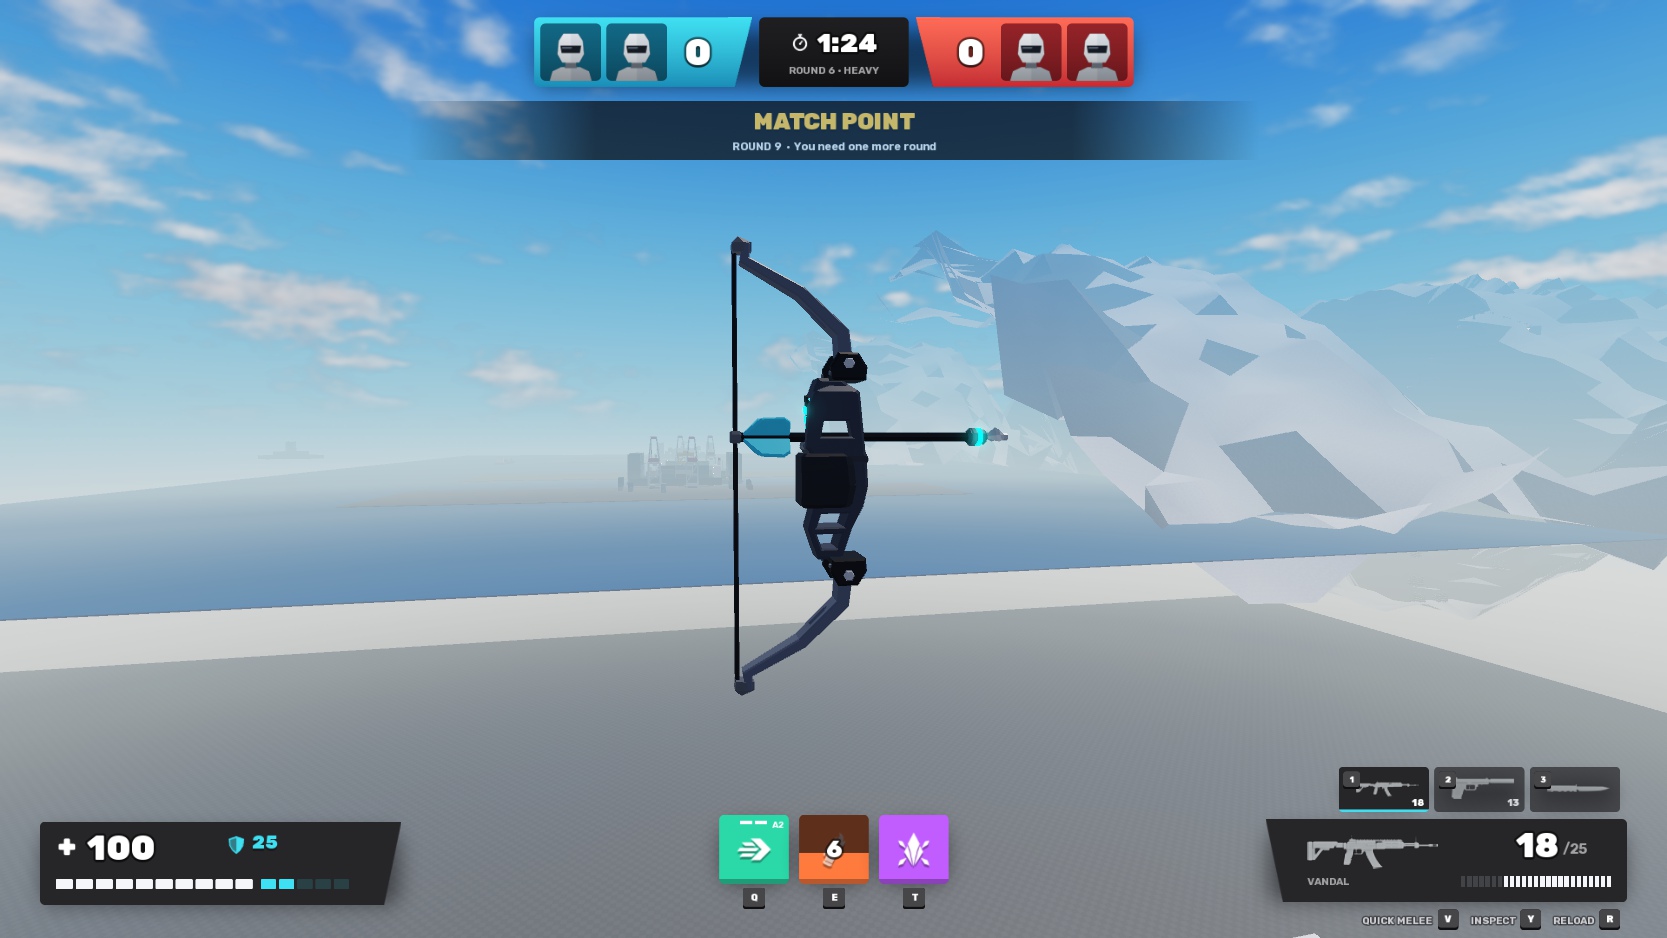 0
1:24
ROUND 6 · HEAVY
0
MATCH POINT
ROUND 9 · You need one more round
1
18
2
13
3
100
25
A2
6
Q
E
T
18 /25
VANDAL
QUICK MELEE V INSPECT Y RELOAD R